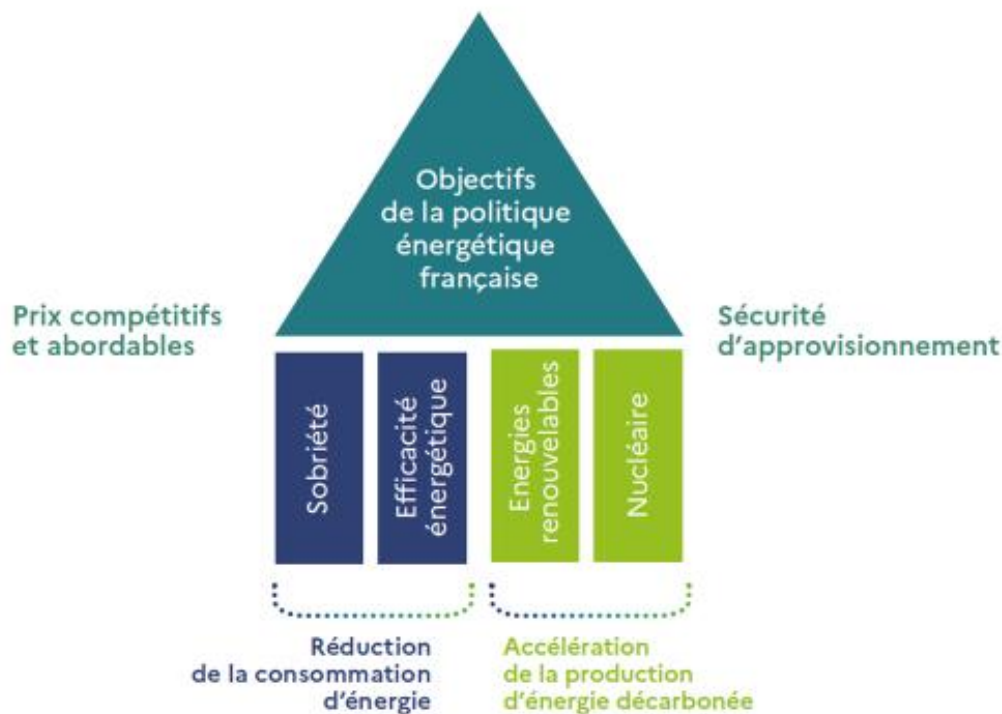 Objectifs
de la politique
énergétique
française
Prix compétitifs
et abordables
Sécurité
d’approvisionnement
Sobriété
Efficacité
énergétique
Energies
renouvelables
Nucléaire
Réduction
de la consommation
d’énergie
Accélération
de la production
d’énergie décarbonée